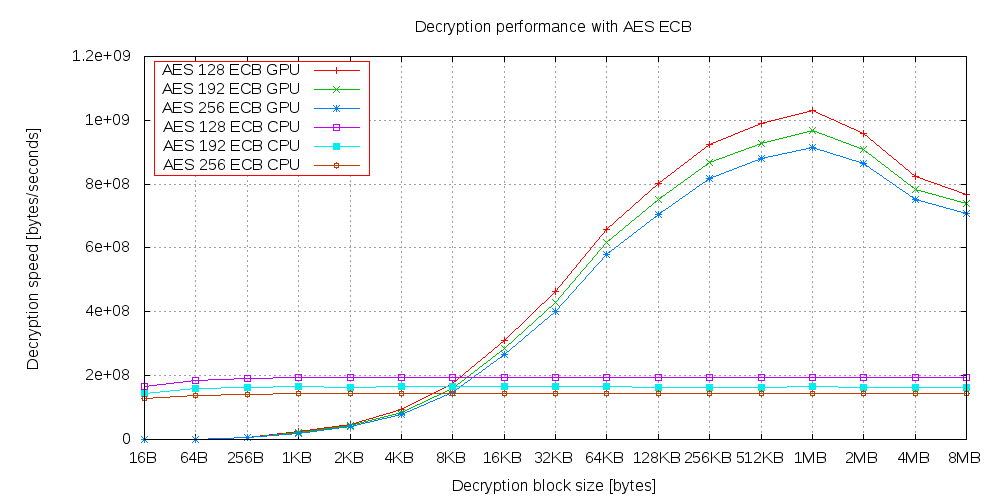 Decryption performance with AES ECB
1.2e+09
1e+09
8e+08
6e+08
4e+08
2e+08
0
Decryption speed [bytes/seconds]
AES 128 ECB GPU
AES 192 ECB GPU
AES 256 ECB GPU
AES 128 ECB CPU
AES 192 ECB CPU
AES 256 ECB CPU
16B 64B 256B 1KB 2KB 4KB 8KB 16KB 32KB 64KB 128KB 256KB 512KB 1MB 2MB 4MB 8MB
Decryption block size [bytes]